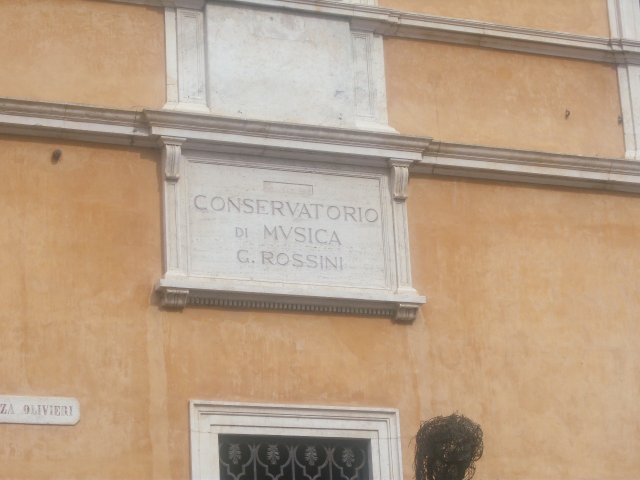 CONSERVATORIO
DI MVSICA
G. ROSSINI
ZA OLIVIERI